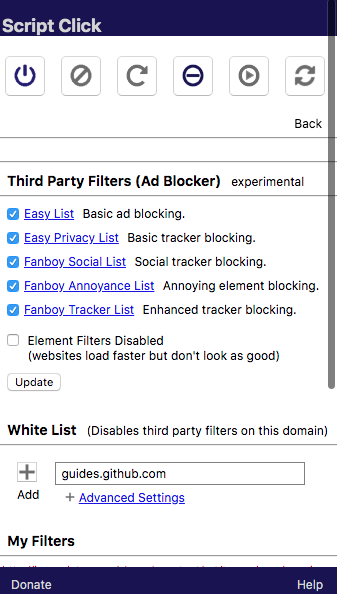 Script Click
Back
Third Party Filters (Ad Blocker) experimental
Easy List Basic ad blocking.
Easy Privacy List Basic tracker blocking.
Fanboy Social List Social tracker blocking.
Fanboy Annoyance List Annoying element blocking.
Fanboy Tracker List Enhanced tracker blocking.
Element Filters Disabled
(websites load faster but don't look as good)
Update
White List (Disables third party filters on this domain)
guides.github.com
Add
+ Advanced Settings
My Filters
Donate Help